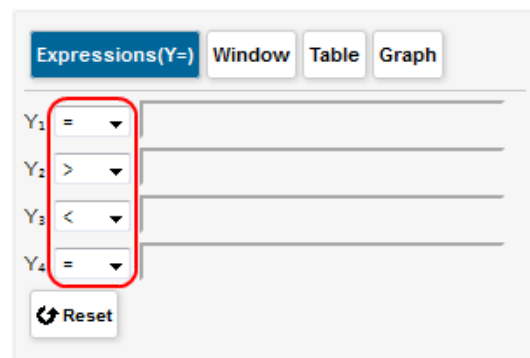 Expressions(Y=) Window Table Graph
Y₁ =
Y₂ >
Y₃ <
Y₄ =
Reset